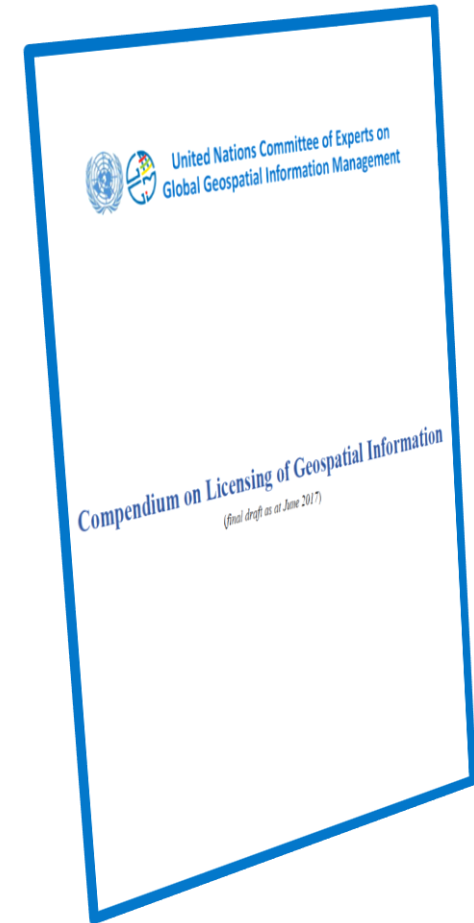 United Nations Committee of Experts on
Global Geospatial Information Management
Compendium on Licensing of Geospatial Information
(final draft as at June 2017)